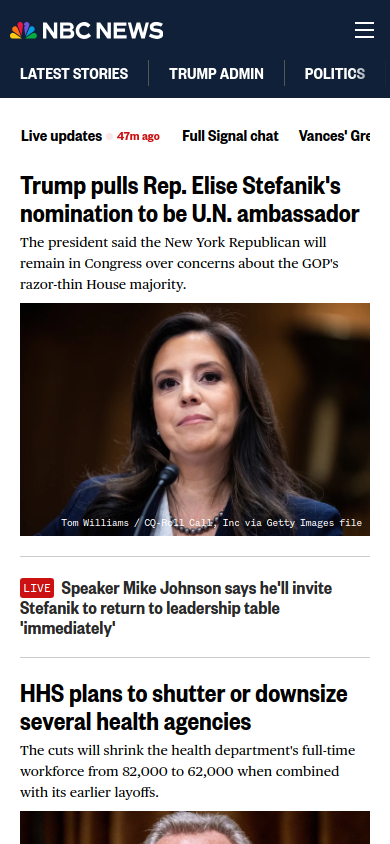 NBC NEWS
LATEST STORIES TRUMP ADMIN POLITICS
Live updates 47m ago Full Signal chat Vances' Gre
Trump pulls Rep. Elise Stefanik's
nomination to be U.N. ambassador
The president said the New York Republican will
remain in Congress over concerns about the GOP's
razor-thin House majority.
Tom Williams / CQ-Roll Call, Inc via Getty Images file
LIVE Speaker Mike Johnson says he'll invite
Stefanik to return to leadership table
'immediately'
HHS plans to shutter or downsize
several health agencies
The cuts will shrink the health department's full-time
workforce from 82,000 to 62,000 when combined
with its earlier layoffs.